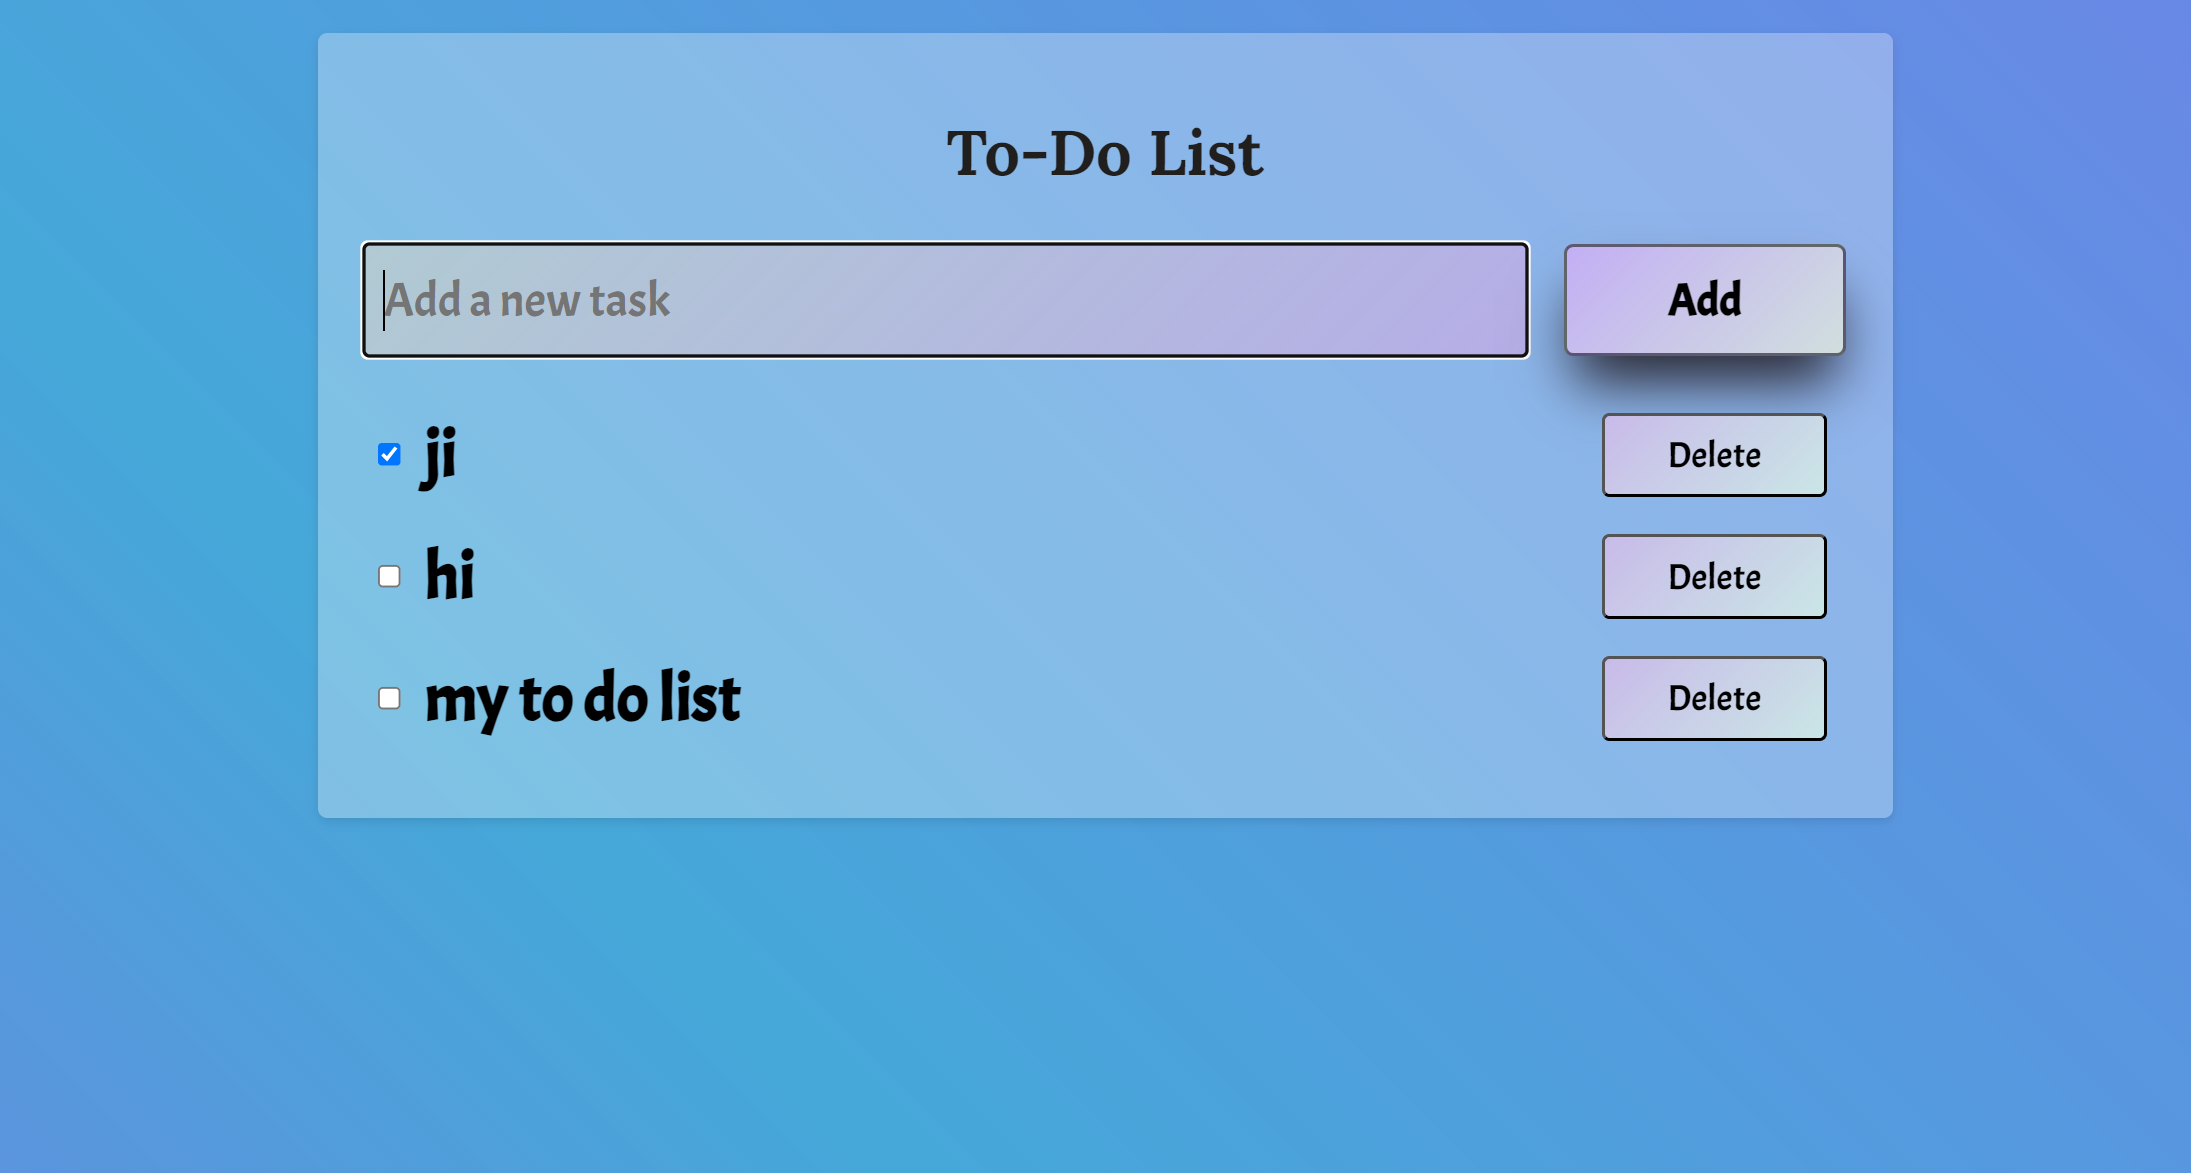 To-Do List
Add a new task
Add
ji
Delete
hi
Delete
my to do list
Delete